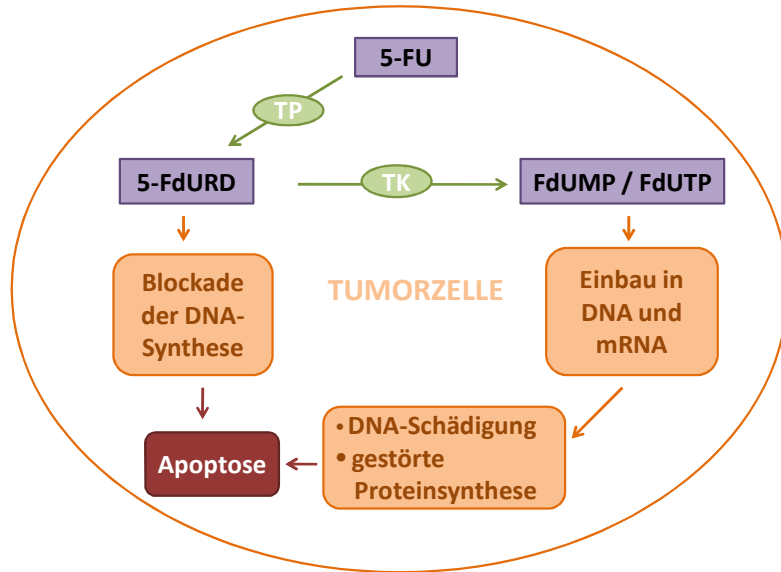 5-FU
TP
5-FdURD
TK
FdUMP / FdUTP
Blockade
der DNA-
Synthese
TUMORZELLE
Einbau in
DNA und
mRNA
Apoptose
• DNA-Schädigung
• gestörte
Proteinsynthese